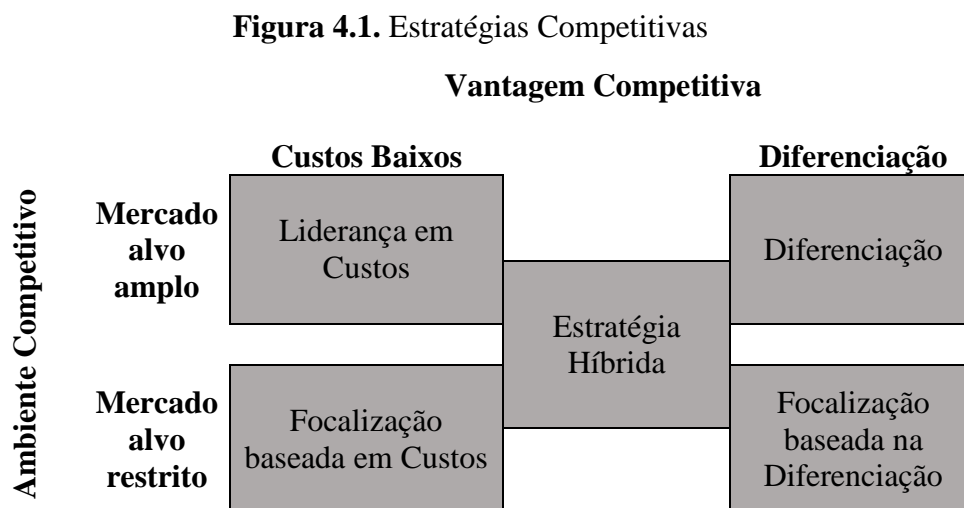 Figura 4.1. Estratégias Competitivas
Vantagem Competitiva
Custos Baixos
Diferenciação
Ambiente Competitivo
Mercado
alvo
amplo
Liderança em
Custos
Diferenciação
Estratégia
Híbrida
Mercado
alvo
restrito
Focalização
baseada em Custos
Focalização
baseada na
Diferenciação